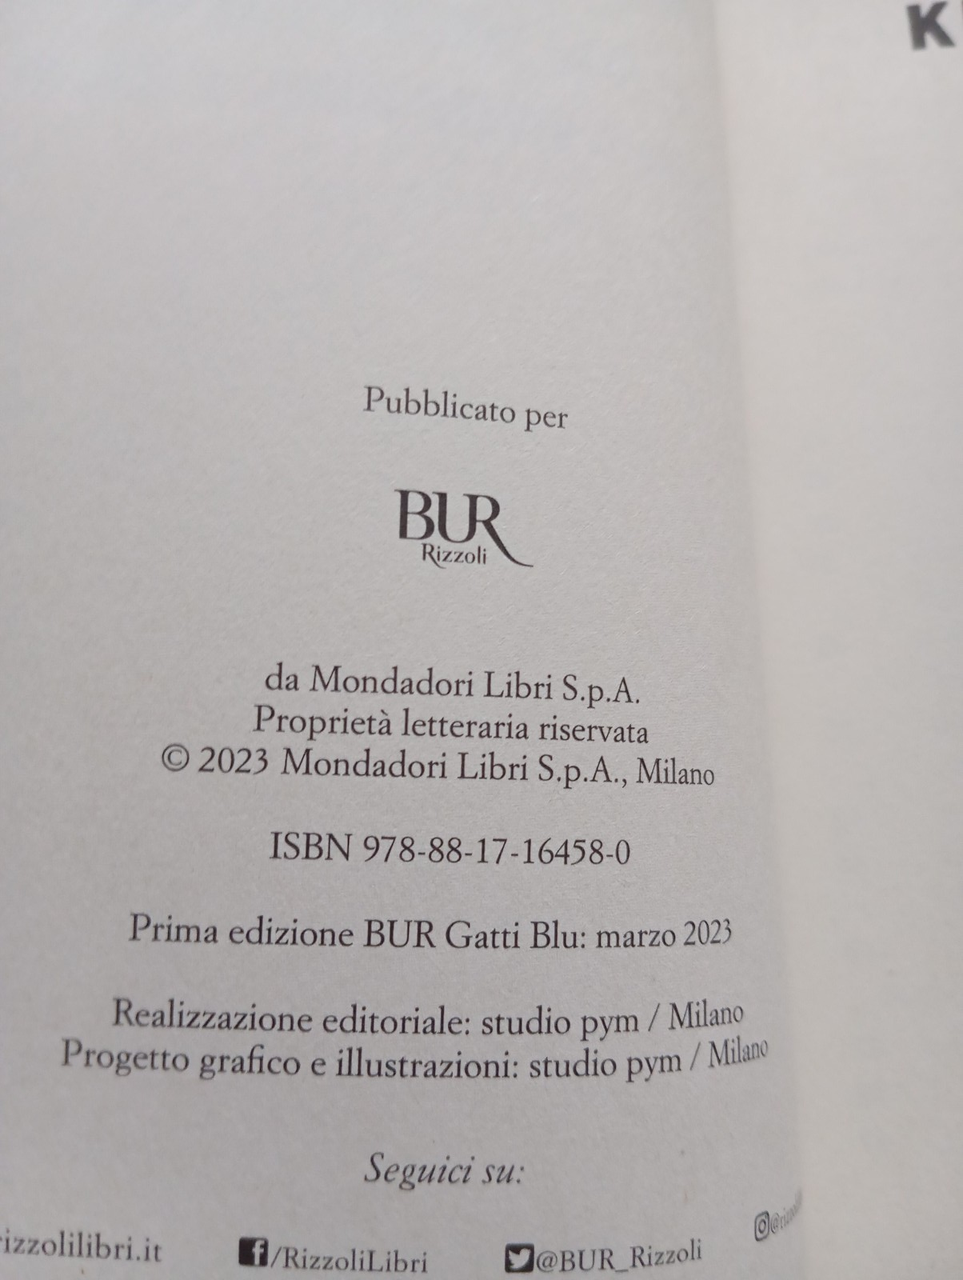 K
Pubblicato per
BUR
Rizzoli
da Mondadori Libri S.p.A.
Proprietà letteraria riservata
© 2023 Mondadori Libri S.p.A., Milano
ISBN 978-88-17-16458-0
Prima edizione BUR Gatti Blu: marzo 2023
Realizzazione editoriale: studio pym / Milano
Progetto grafico e illustrazioni: studio pym / Milano
Seguici su:
izzolilibri.it /RizzoliLibri @BUR_Rizzoli